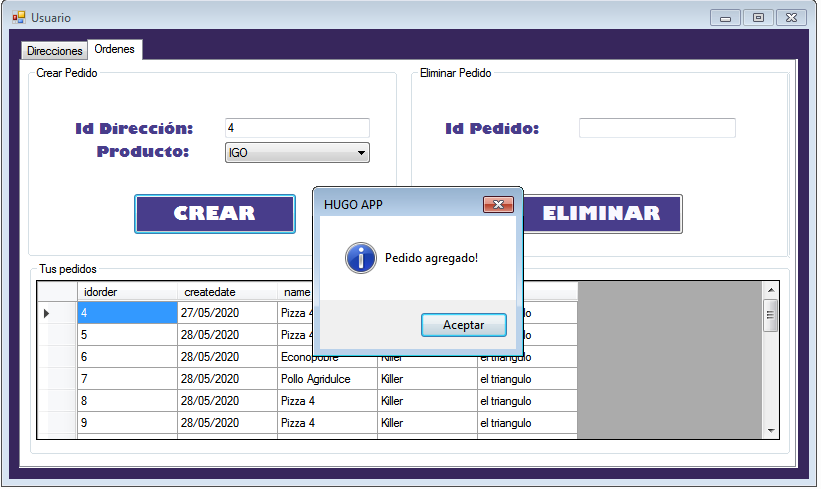 Usuario
Direcciones Ordenes
Crear Pedido Eliminar Pedido
Id Dirección: 4 Id Pedido:
Producto: IGO
CREAR ELIMINAR
HUGO APP
Pedido agregado!
Aceptar
Tus pedidos
idorder createdate name
4 27/05/2020 Pizza 4
5 28/05/2020 Pizza 4
6 28/05/2020 Econopobre Killer el triangulo
7 28/05/2020 Pollo Agridulce Killer el triangulo
8 28/05/2020 Pizza 4 Killer el triangulo
9 28/05/2020 Pizza 4 Killer el triangulo